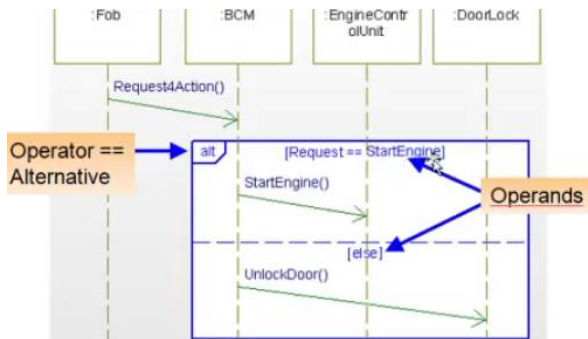 :Fob
:BCM
:EngineContr
olUnit
:DoorLock
Request4Action()
Operator ==
Alternative
alt
[Request == StartEngine]
StartEngine()
Operands
[else]
UnlockDoor()